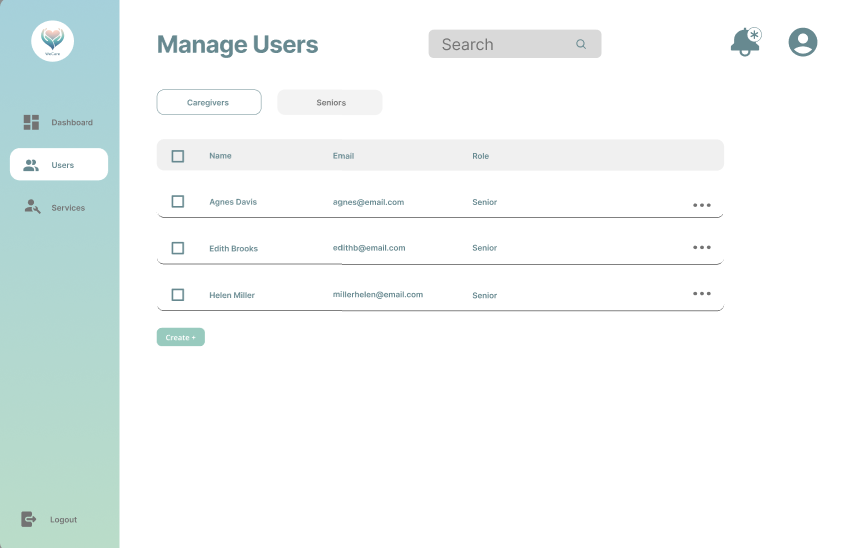 WeCare
Manage Users
Search
*
Caregivers
Seniors
Dashboard
Users
Services
Name Email Role
Agnes Davis agnes@email.com Senior
Edith Brooks edithb@email.com Senior
Helen Miller millerhelen@email.com Senior
Create +
Logout